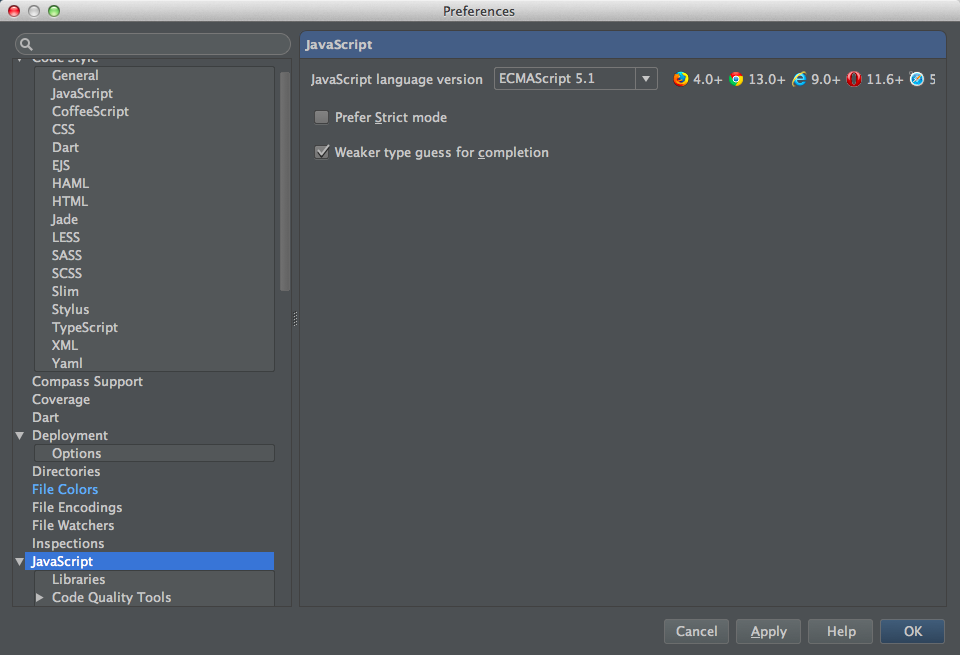 Preferences
Code Style
General
JavaScript
CoffeeScript
CSS
Dart
EJS
HAML
HTML
Jade
LESS
SASS
SCSS
Slim
Stylus
TypeScript
XML
Yaml
Compass Support
Coverage
Dart
Deployment
Options
Directories
File Colors
File Encodings
File Watchers
Inspections
JavaScript
Libraries
Code Quality Tools
JavaScript
JavaScript language version ECMAScript 5.1 4.0+ 13.0+ 9.0+ 11.6+ 5
Prefer Strict mode
Weaker type guess for completion
Cancel Apply Help OK